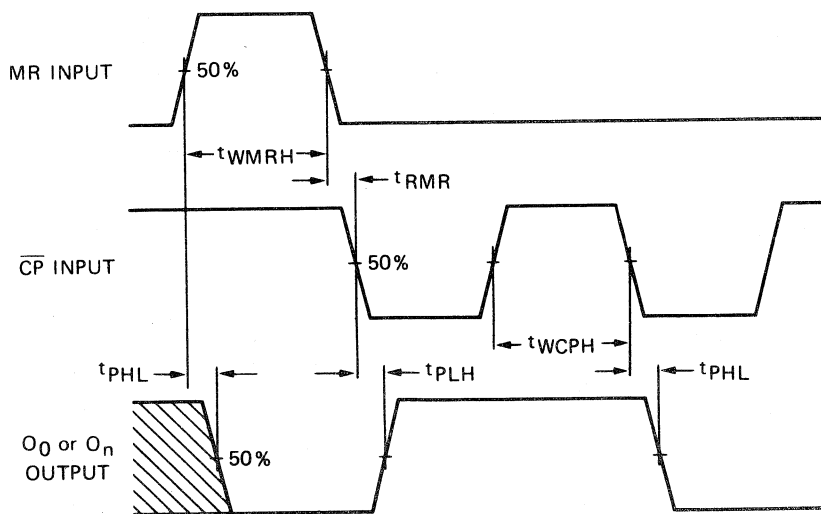 MR INPUT
50%
tWMRH
tRMR
CP INPUT
50%
tWCPH
tPHL
tPLH
tPHL
O0 or On
OUTPUT
50%